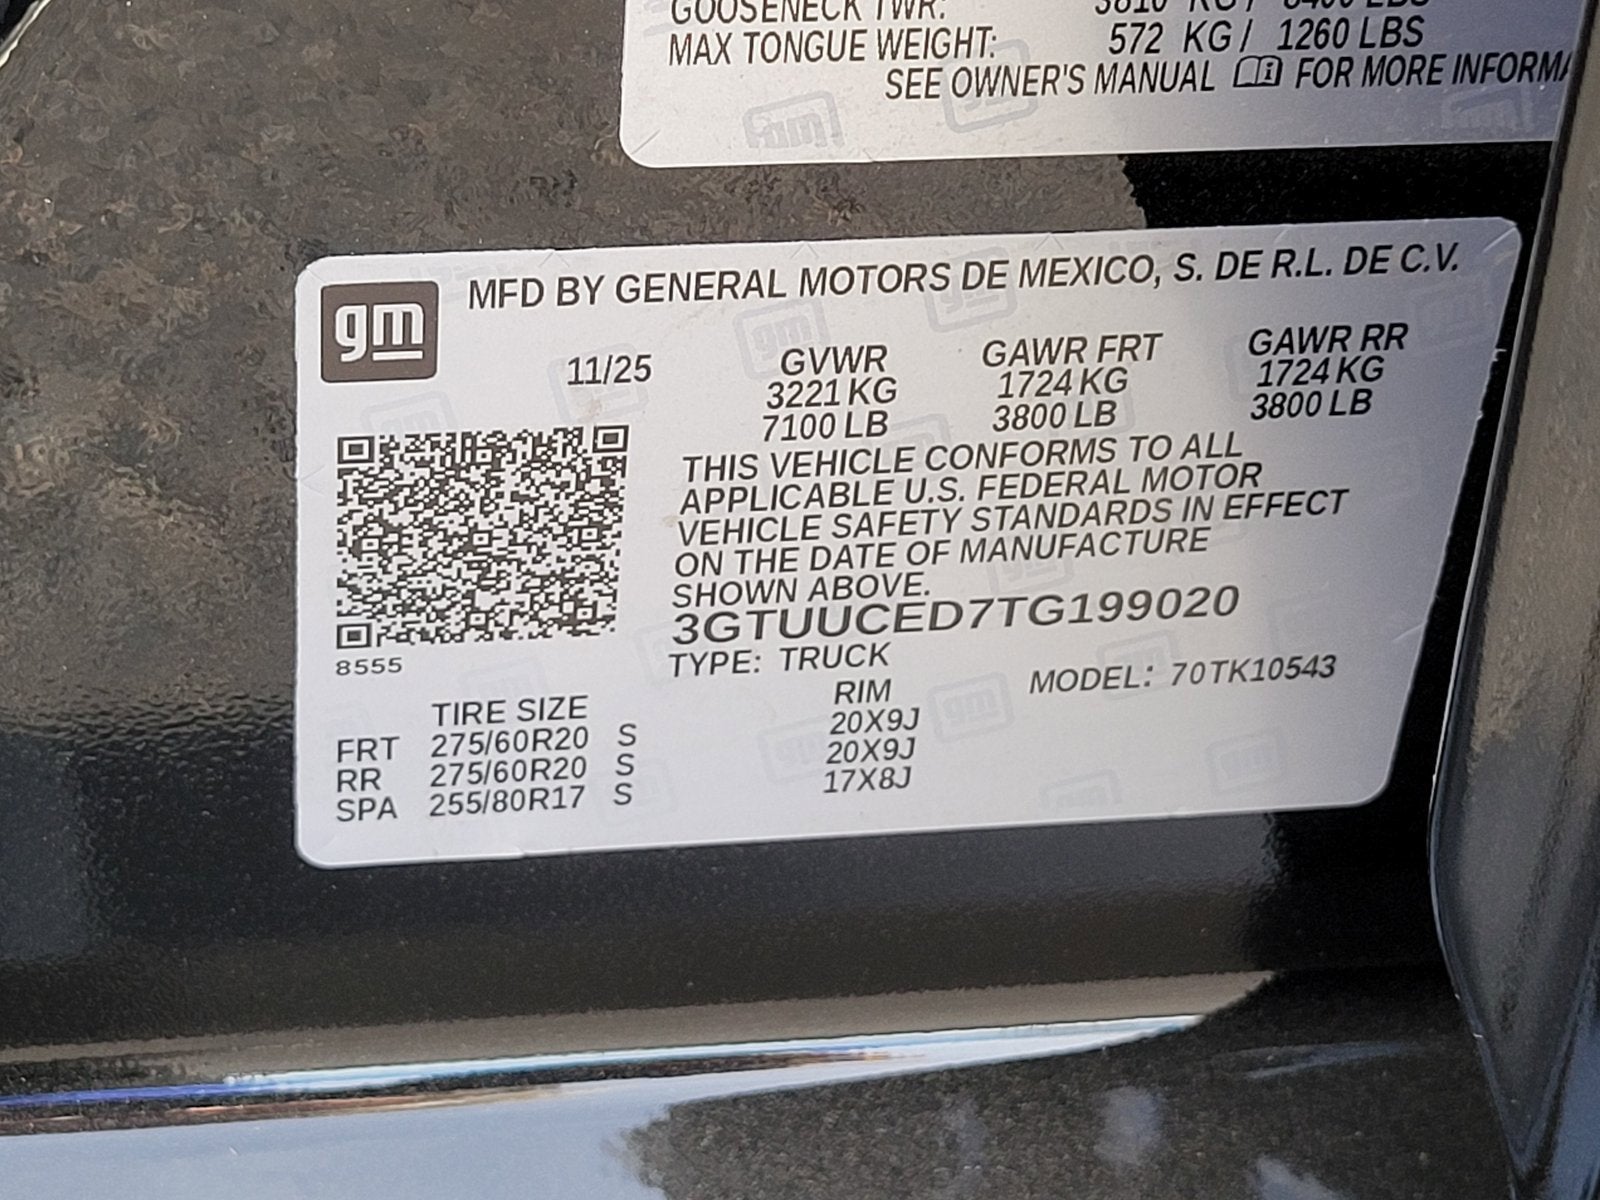 GOOSENECK TWR: 3810 KG / 8400 LBS
MAX TONGUE WEIGHT: 572 KG / 1260 LBS
SEE OWNER'S MANUAL FOR MORE
gm
MFD BY GENERAL MOTORS DE MEXICO, S. DE R.L. DE C.V.
11/25 GVWR GAWR FRT GAWR RR
3221 KG 1724 KG 1724 KG
7100 LB 3800 LB 3800 LB
THIS VEHICLE CONFORMS TO ALL
APPLICABLE U.S. FEDERAL MOTOR
VEHICLE SAFETY STANDARDS IN EFFECT
ON THE DATE OF MANUFACTURE
SHOWN ABOVE.
3GTUUCED7TG199020
8555
TYPE: TRUCK MODEL: 70TK10543
TIRE SIZE RIM
FRT 275/60R20 S 20X9J
RR 275/60R20 S 20X9J
SPA 255/80R17 S 17X8J